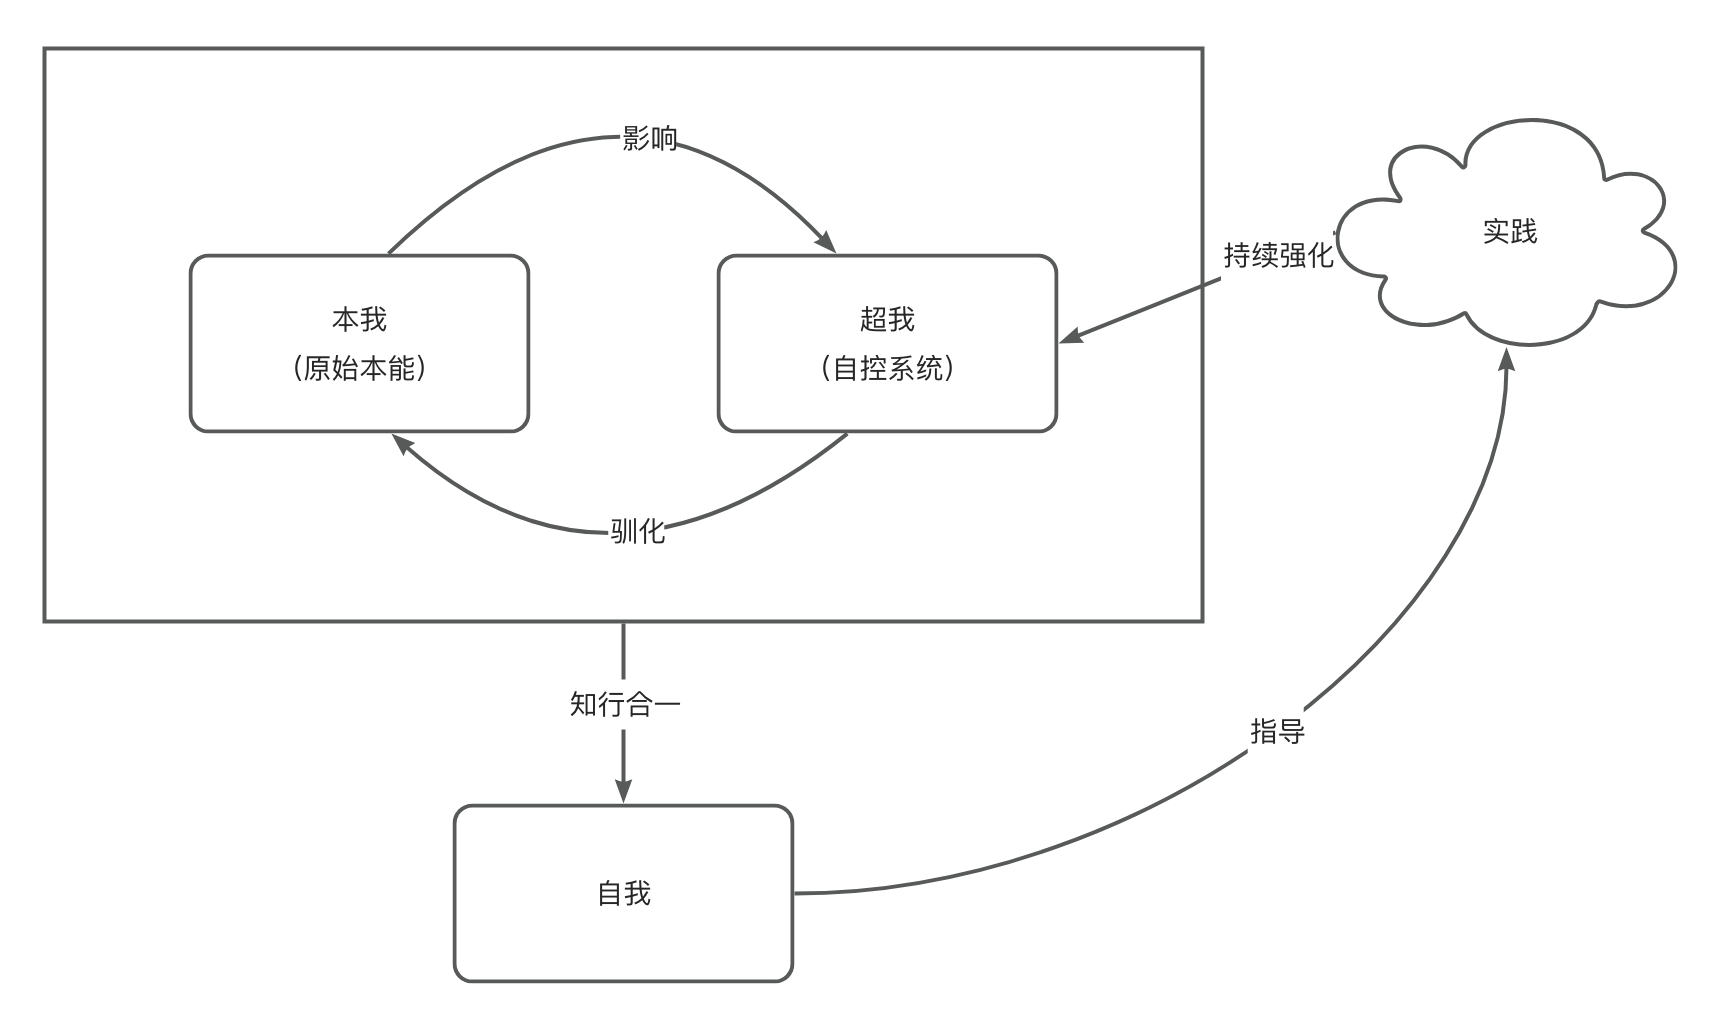 影响
实践
持续强化
本我
（原始本能）
超我
（自控系统）
驯化
知行合一
指导
自我